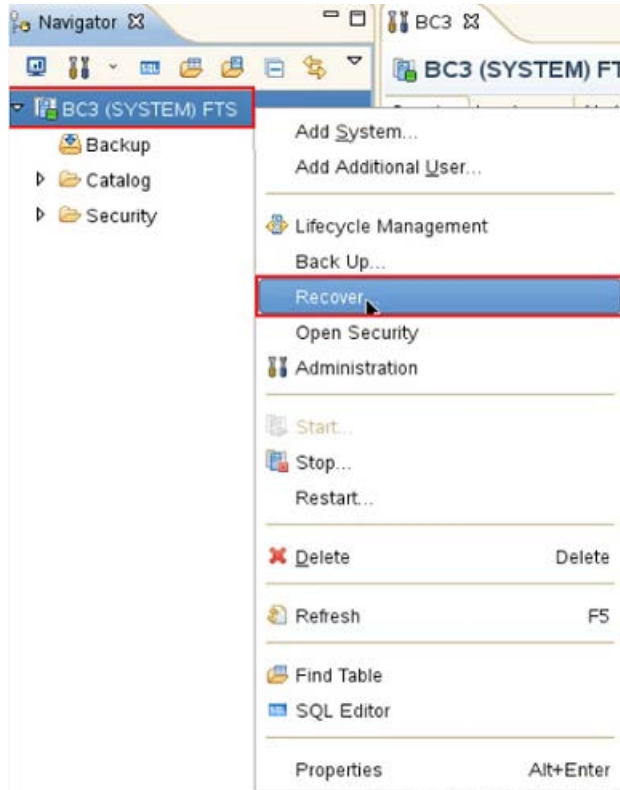 Navigator
BC3
SQL
BC3 (SYSTEM) FT
BC3 (SYSTEM) FTS
Backup
Catalog
Security
Add System...
Add Additional User...
Lifecycle Management
Back Up...
Recover...
Open Security
Administration
Start...
Stop...
Restart...
Delete Delete
Refresh F5
Find Table
SQL Editor
Properties Alt+Enter